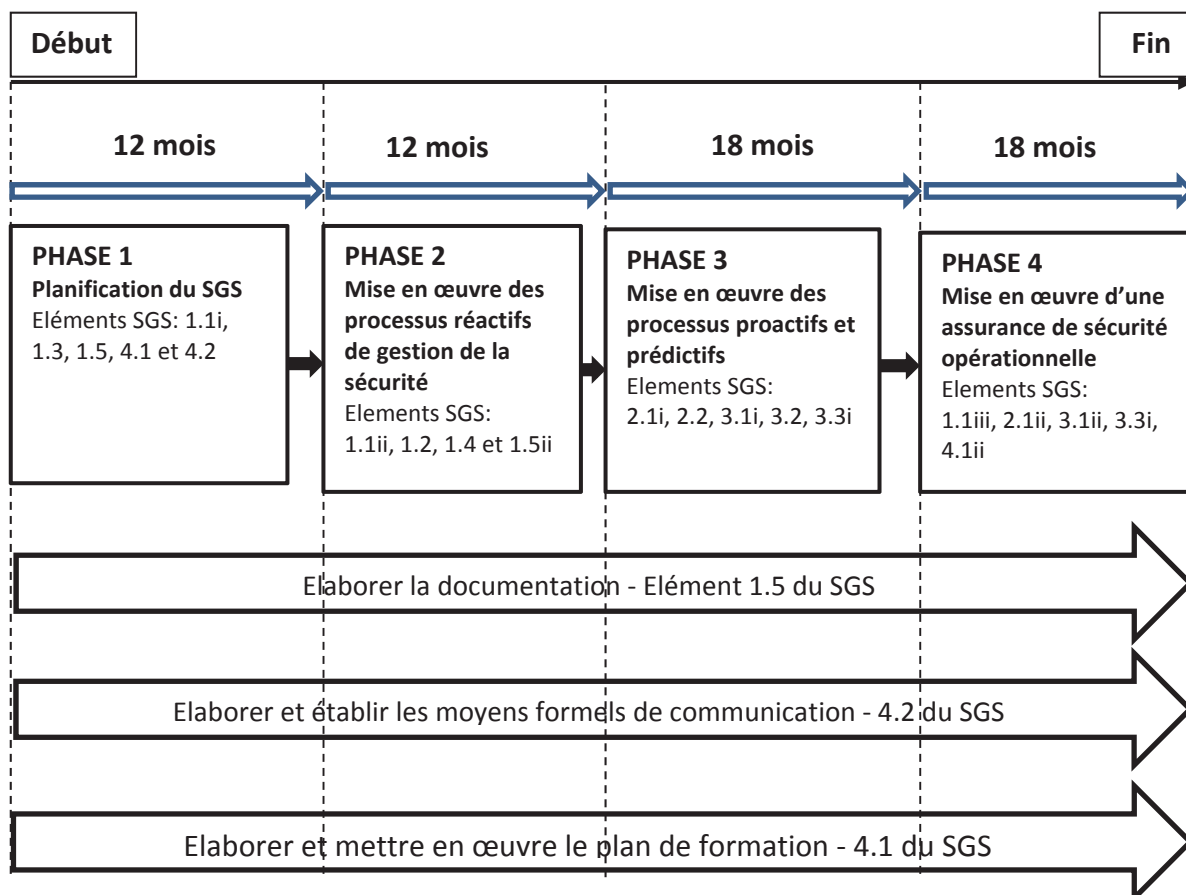 Début
Fin
12 mois
12 mois
18 mois
18 mois
PHASE 1
Planification du SGS
Eléments SGS: 1.1i,
1.3, 1.5, 4.1 et 4.2
PHASE 2
Mise en œuvre des
processus réactifs
de gestion de la
sécurité
Elements SGS:
1.1ii, 1.2, 1.4 et 1.5ii
PHASE 3
Mise en œuvre des
processus proactifs et
prédictifs
Elements SGS:
2.1i, 2.2, 3.1i, 3.2, 3.3i
PHASE 4
Mise en œuvre d’une
assurance de sécurité
opérationnelle
Elements SGS:
1.1iii, 2.1ii, 3.1ii, 3.3i,
4.1ii
Elaborer la documentation - Elément 1.5 du SGS
Elaborer et établir les moyens formels de communication - 4.2 du SGS
Elaborer et mettre en œuvre le plan de formation - 4.1 du SGS